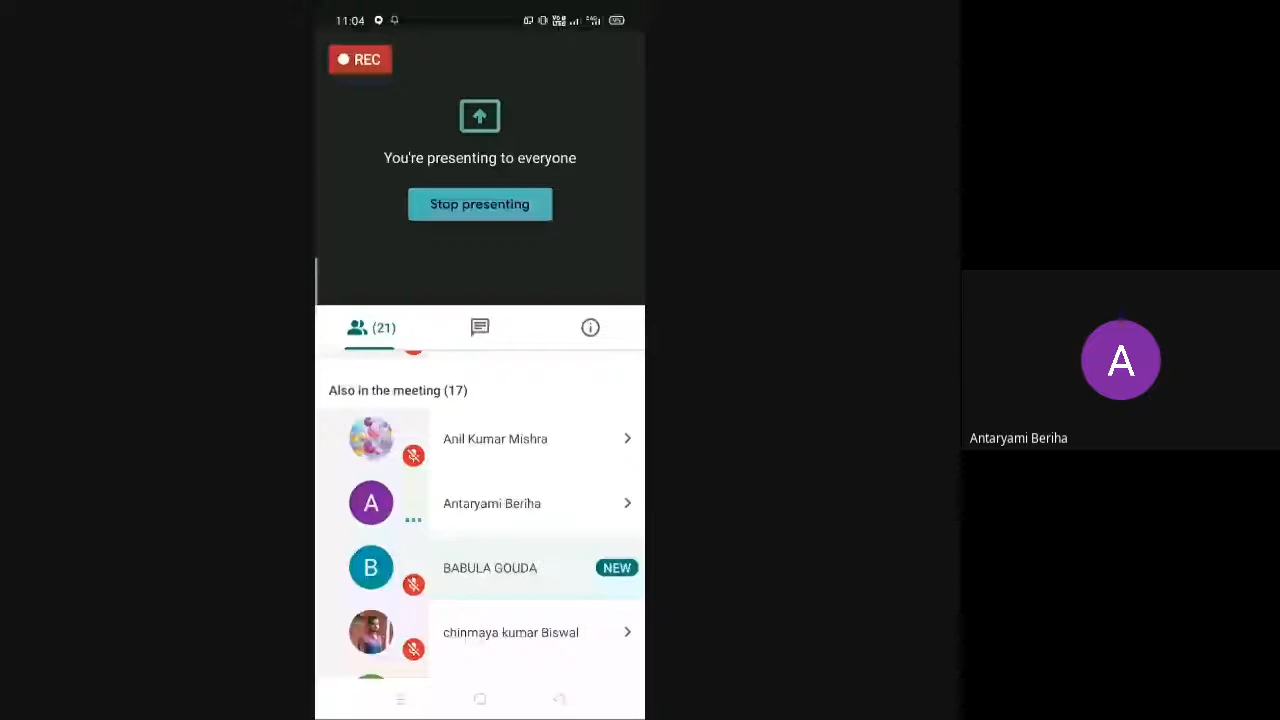 11:04
REC
You're presenting to everyone
Stop presenting
(21)
Also in the meeting (17)
Anil Kumar Mishra
A
Antaryami Beriha
B
BABULA GOUDA
NEW
chinmaya kumar Biswal
A
Antaryami Beriha